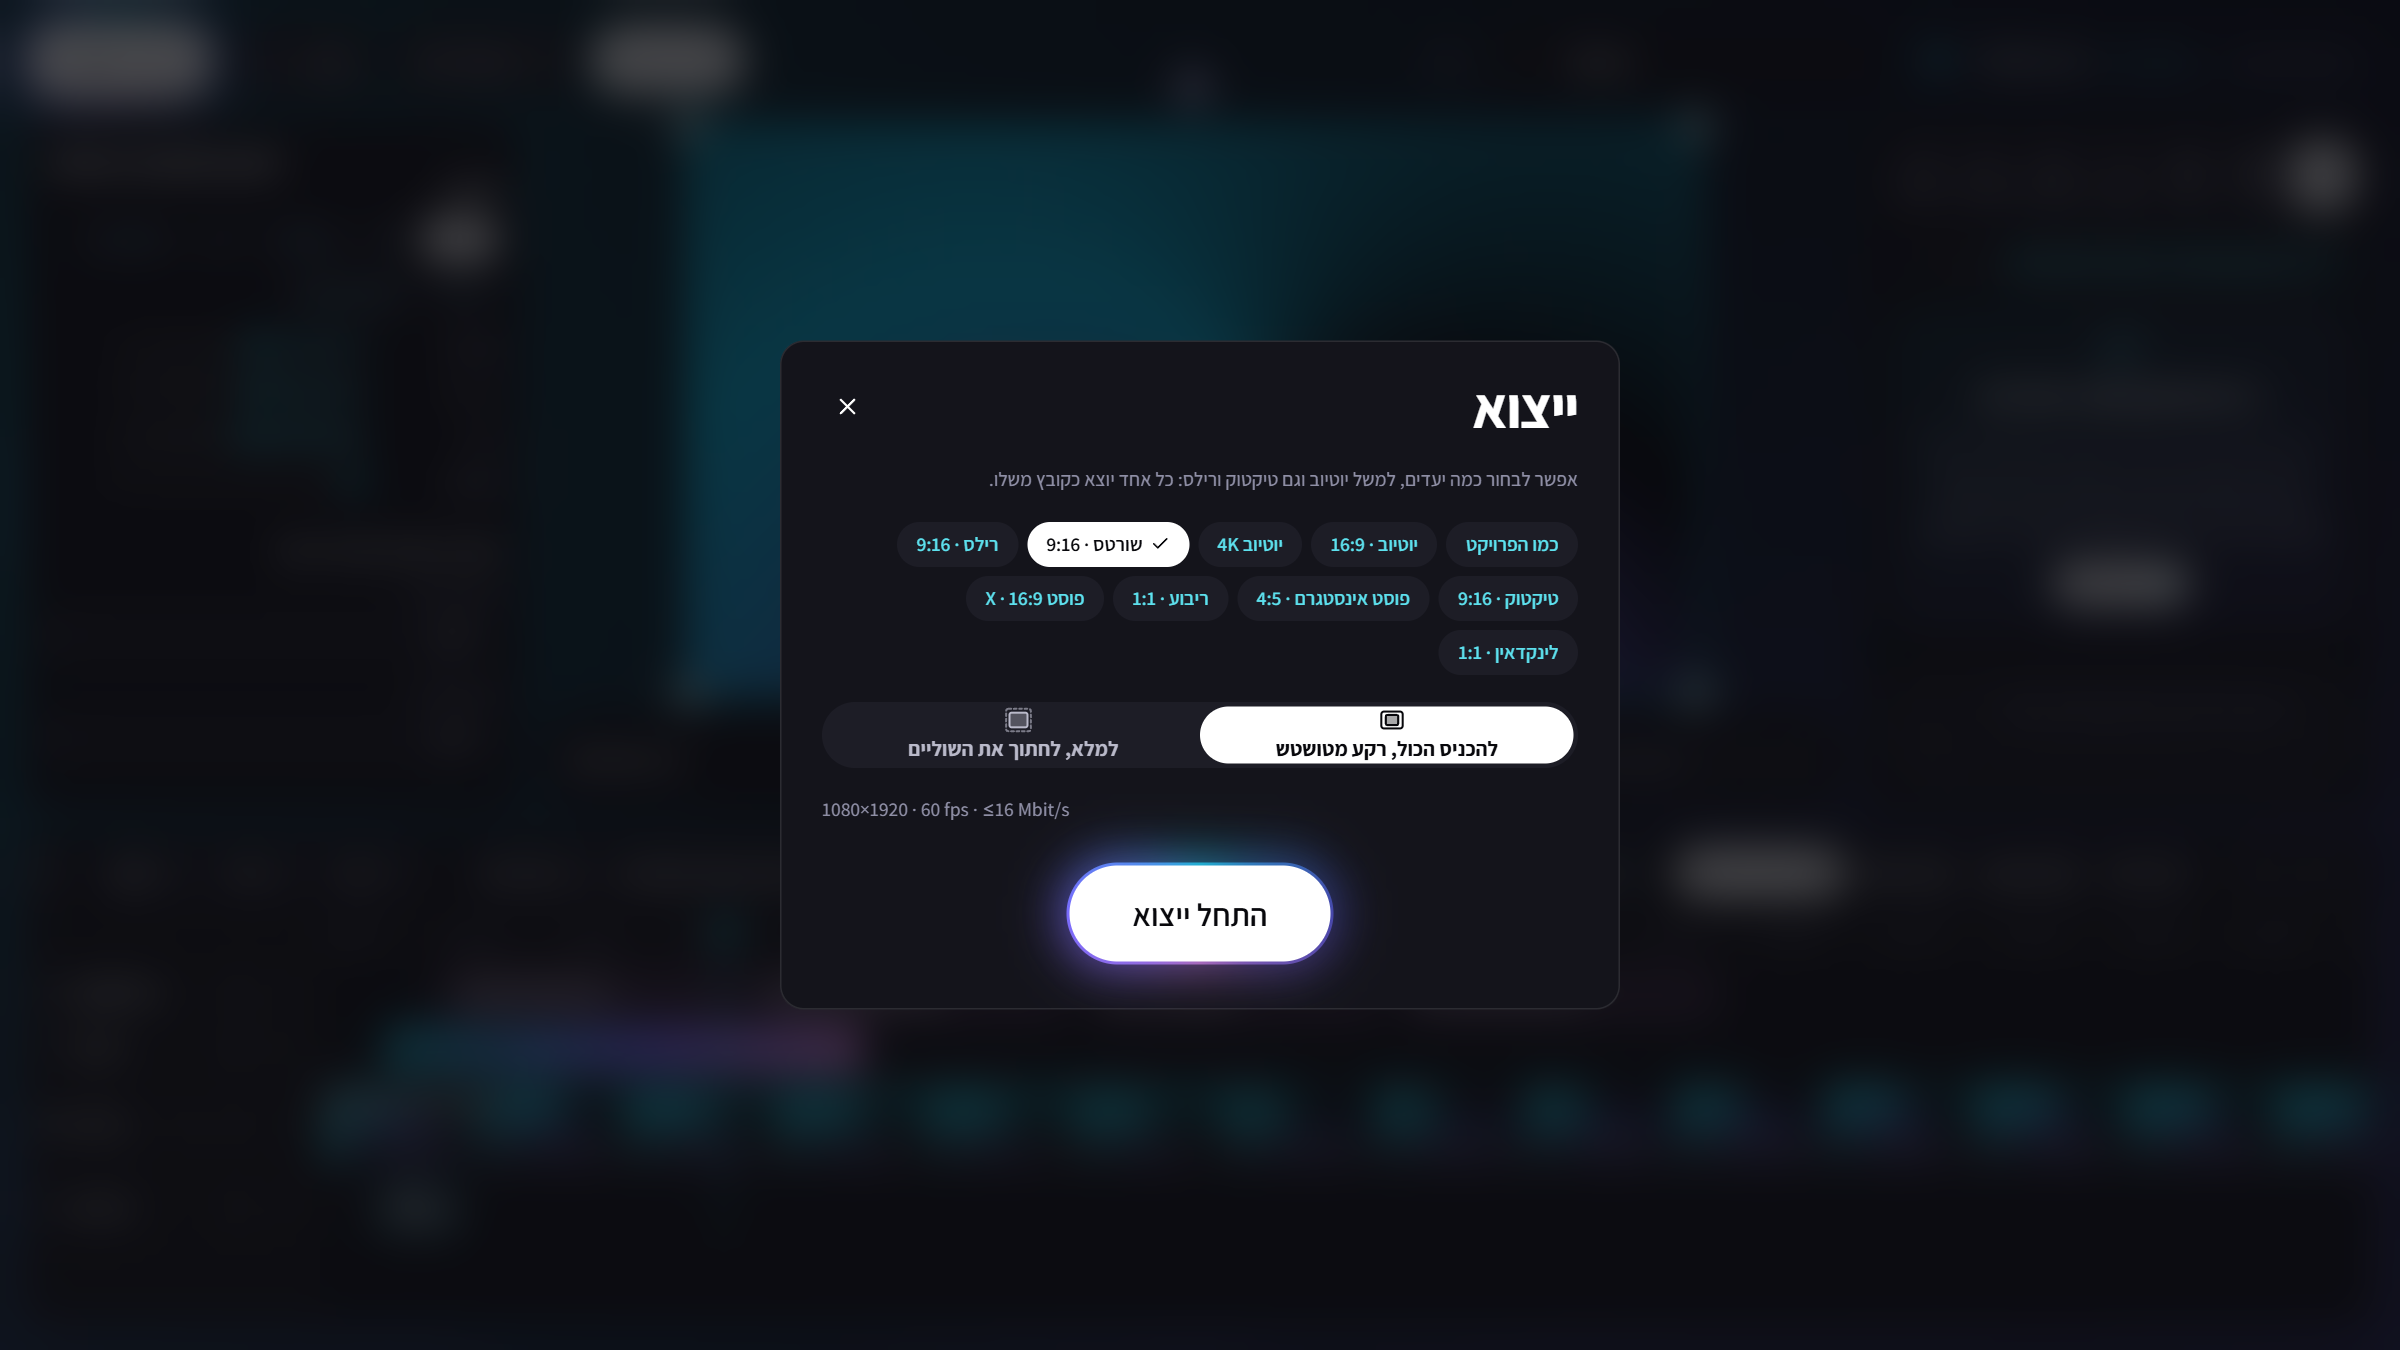 ייצוא
אפשר לבחור כמה יעדים, למשל יוטיוב וגם טיקטוק ורילס: כל אחד יוצא כקובץ משלו.
כמו הפרויקט
יוטיוב · 16:9
יוטיוב 4K
שורטס · 9:16
רילס · 9:16
טיקטוק · 9:16
פוסט אינסטגרם · 4:5
ריבוע · 1:1
פוסט X · 16:9
לינקדאין · 1:1
להכניס הכול, רקע מטושטש
למלא, לחתוך את השוליים
1080×1920 · 60 fps · ≤16 Mbit/s
התחל ייצוא